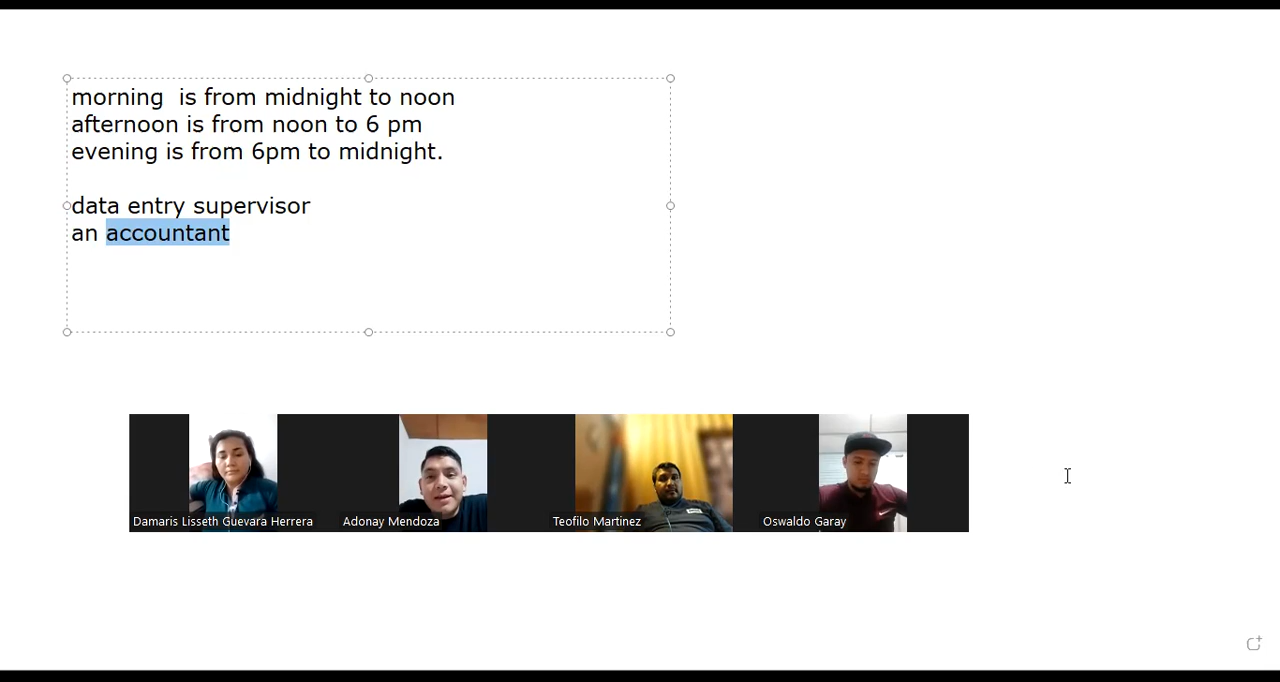 morning  is from midnight to noon
afternoon is from noon to 6 pm
evening is from 6pm to midnight.
data entry supervisor
an accountant
Damaris Lisseth Guevara Herrera
Adonay Mendoza
Teofilo Martinez
Oswaldo Garay